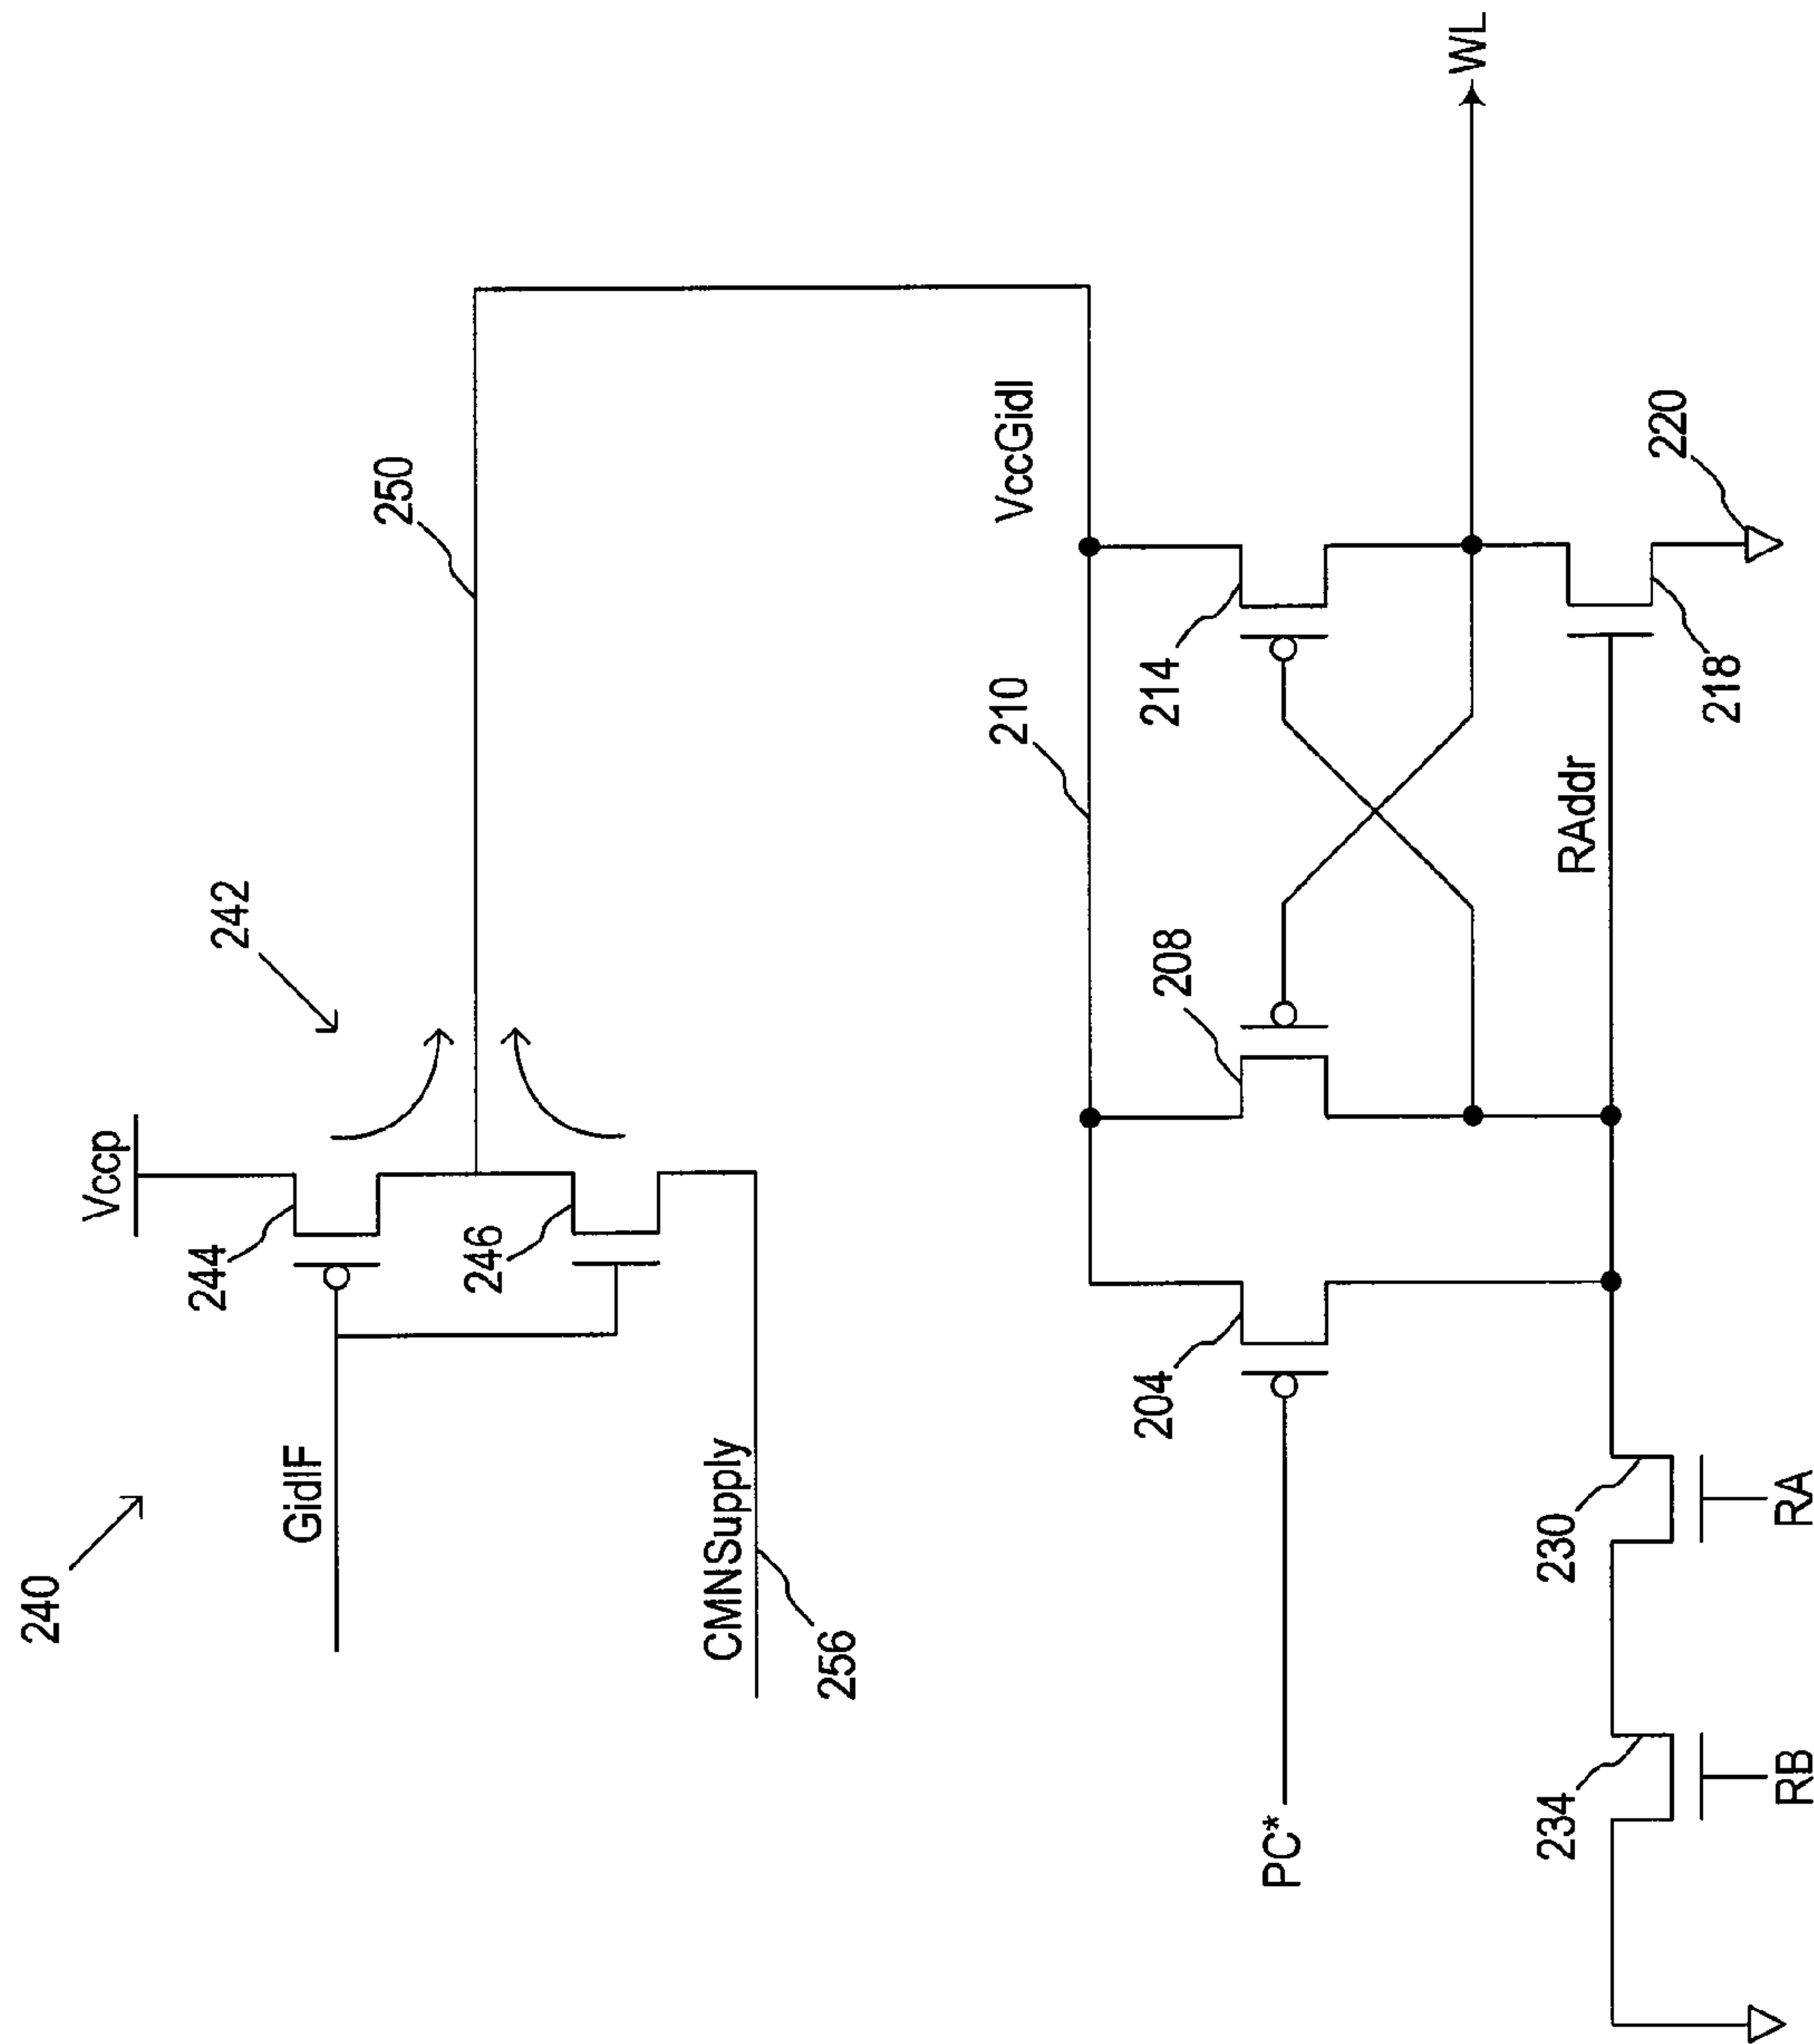 240
Vccp
242
244
GidlF
246
250
CMNSupply
256
VccGidl
210
204
208
214
PC*
WL
RAddr
218
220
230
234
RA
RB